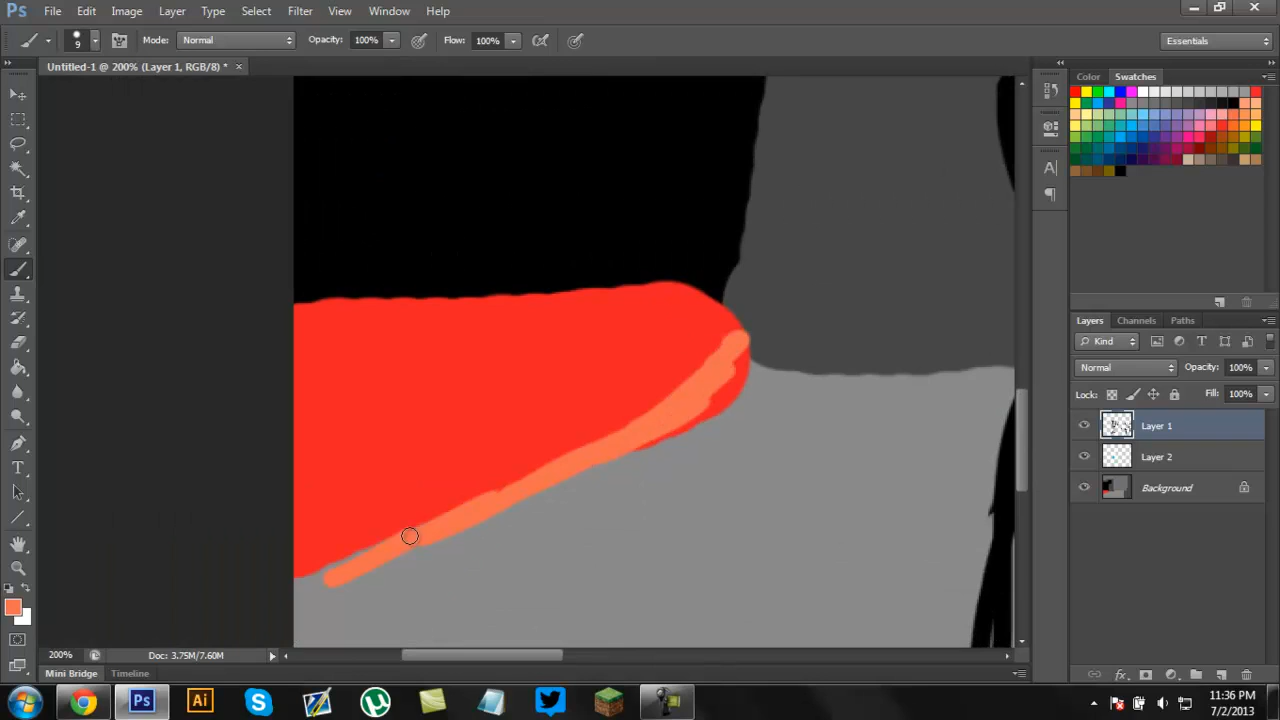 Ps File Edit Image Layer Type Select Filter View Window Help
9 Mode: Normal Opacity: 100% Flow: 100% Essentials
Untitled-1 @ 200% (Layer 1, RGB/8) * ×
Color Swatches
Layers Channels Paths
Kind
Normal Opacity: 100%
Lock: Fill: 100%
Layer 1
Layer 2
Background
200% Doc: 3.75M/7.60M
Mini Bridge Timeline
Ps Ai 11:36 PM
7/2/2013